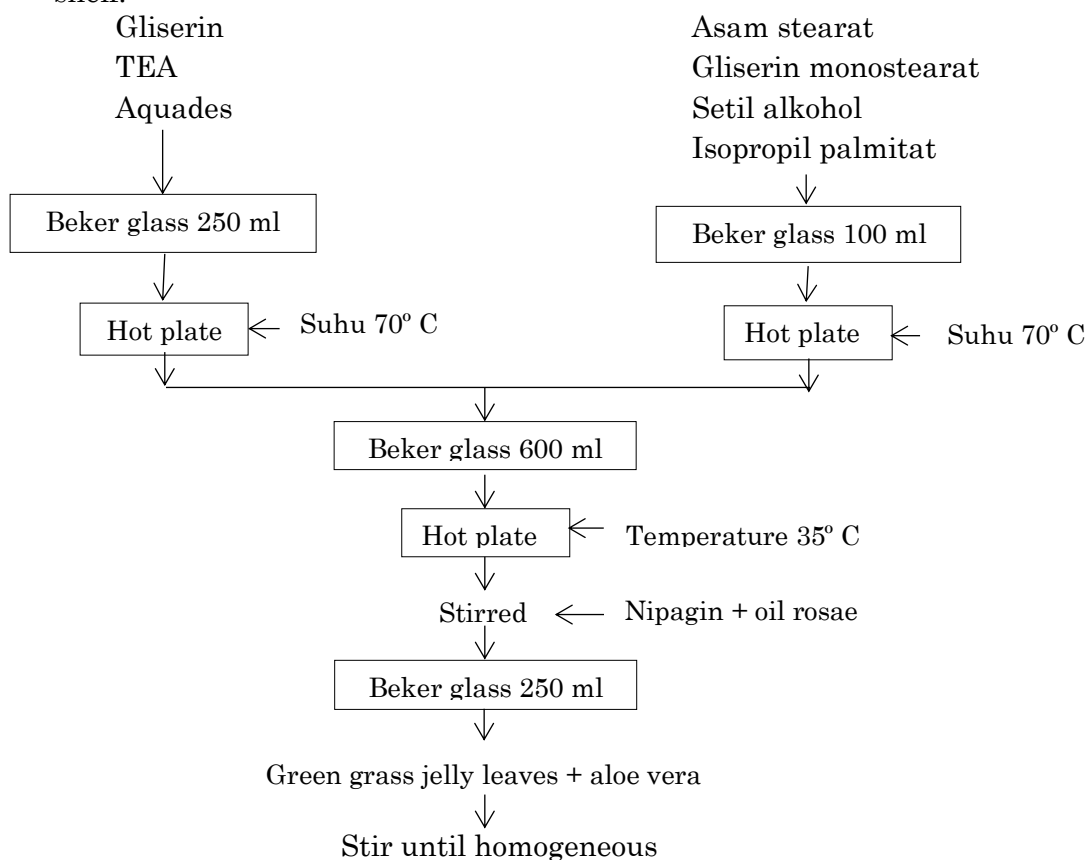 shell.
Gliserin
TEA
Aquades
Asam stearat
Gliserin monostearat
Setil alkohol
Isopropil palmitat
Beker glass 250 ml
Beker glass 100 ml
Hot plate
Suhu 70º C
Hot plate
Suhu 70º C
Beker glass 600 ml
Hot plate
Temperature 35º C
Stirred
Nipagin + oil rosae
Beker glass 250 ml
Green grass jelly leaves + aloe vera
Stir until homogeneous